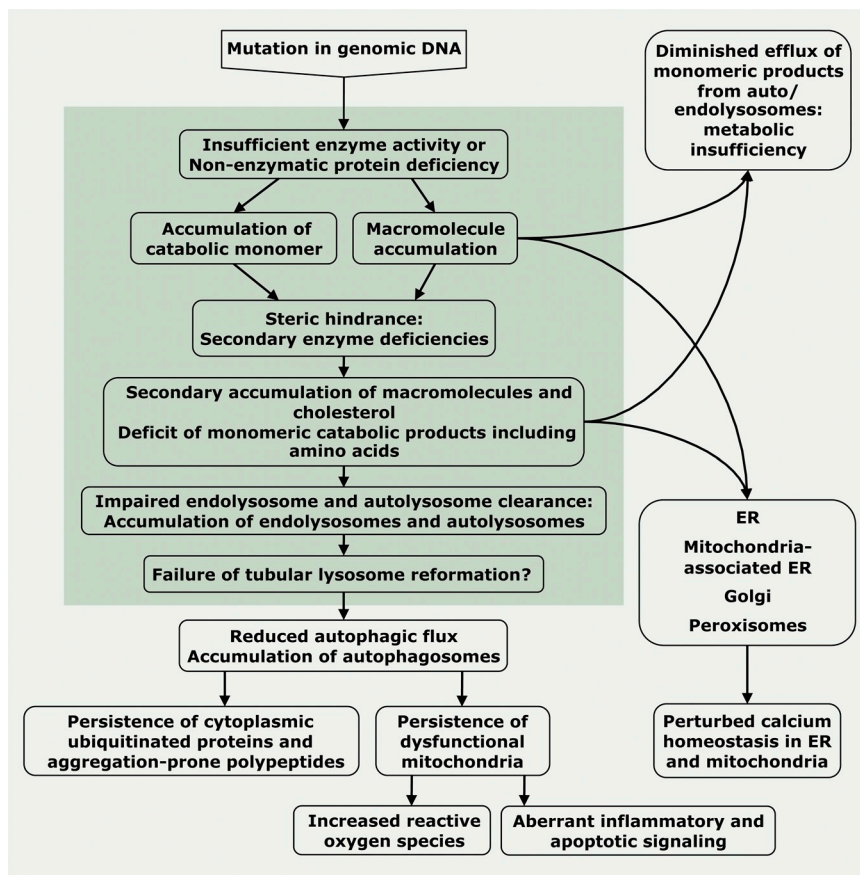 Mutation in genomic DNA
Diminished efflux of
monomeric products
from auto/
endolysosomes:
metabolic
insufficiency
Insufficient enzyme activity or
Non-enzymatic protein deficiency
Accumulation of
catabolic monomer
Macromolecule
accumulation
Steric hindrance:
Secondary enzyme deficiencies
Secondary accumulation of macromolecules and
cholesterol
Deficit of monomeric catabolic products including
amino acids
Impaired endolysosome and autolysosome clearance:
Accumulation of endolysosomes and autolysosomes
Failure of tubular lysosome reformation?
ER
Mitochondria-
associated ER
Golgi
Peroxisomes
Reduced autophagic flux
Accumulation of autophagosomes
Persistence of cytoplasmic
ubiquitinated proteins and
aggregation-prone polypeptides
Persistence of
dysfunctional
mitochondria
Perturbed calcium
homeostasis in ER
and mitochondria
Increased reactive
oxygen species
Aberrant inflammatory and
apoptotic signaling